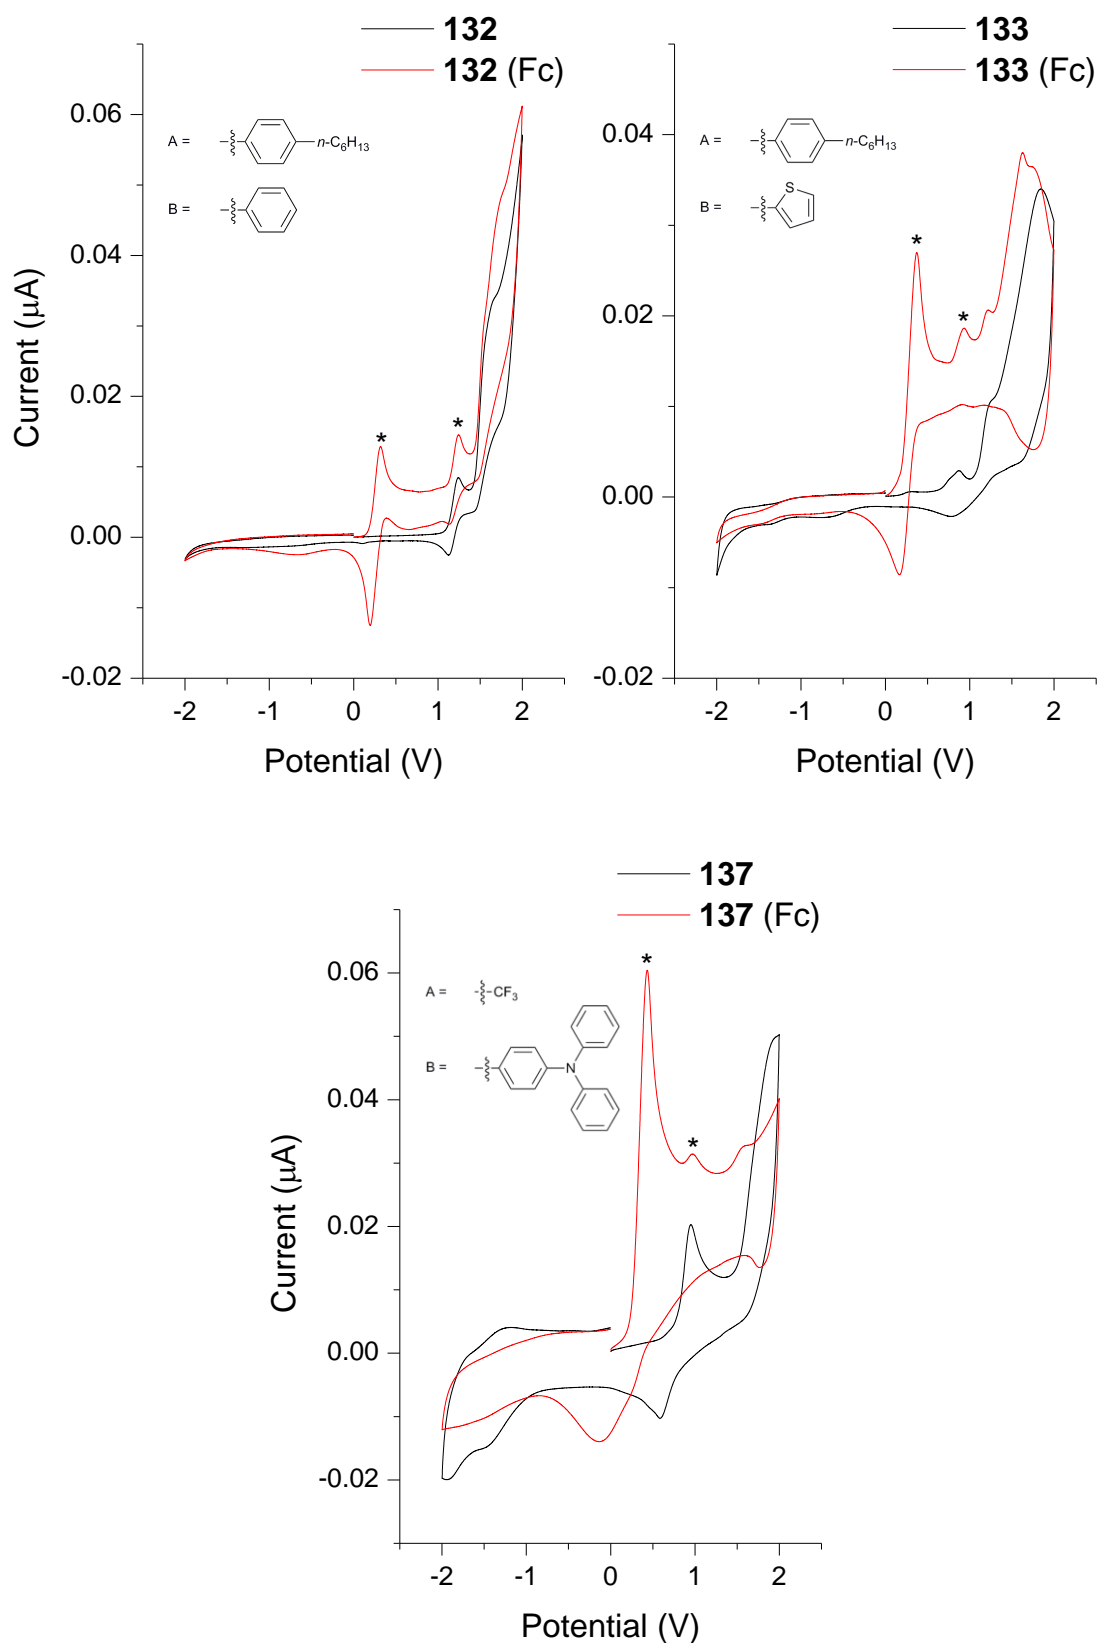 132
132 (Fc)
A =
n-C6H13
B =
*
*
0.06
0.04
0.02
0.00
-0.02
Current (μA)
-2 -1 0 1 2
Potential (V)
133
133 (Fc)
A =
n-C6H13
B =
S
*
*
0.04
0.02
0.00
-0.02
-2 -1 0 1 2
Potential (V)
137
137 (Fc)
A =
CF3
B =
N
*
*
0.06
0.04
0.02
0.00
-0.02
Current (μA)
-2 -1 0 1 2
Potential (V)